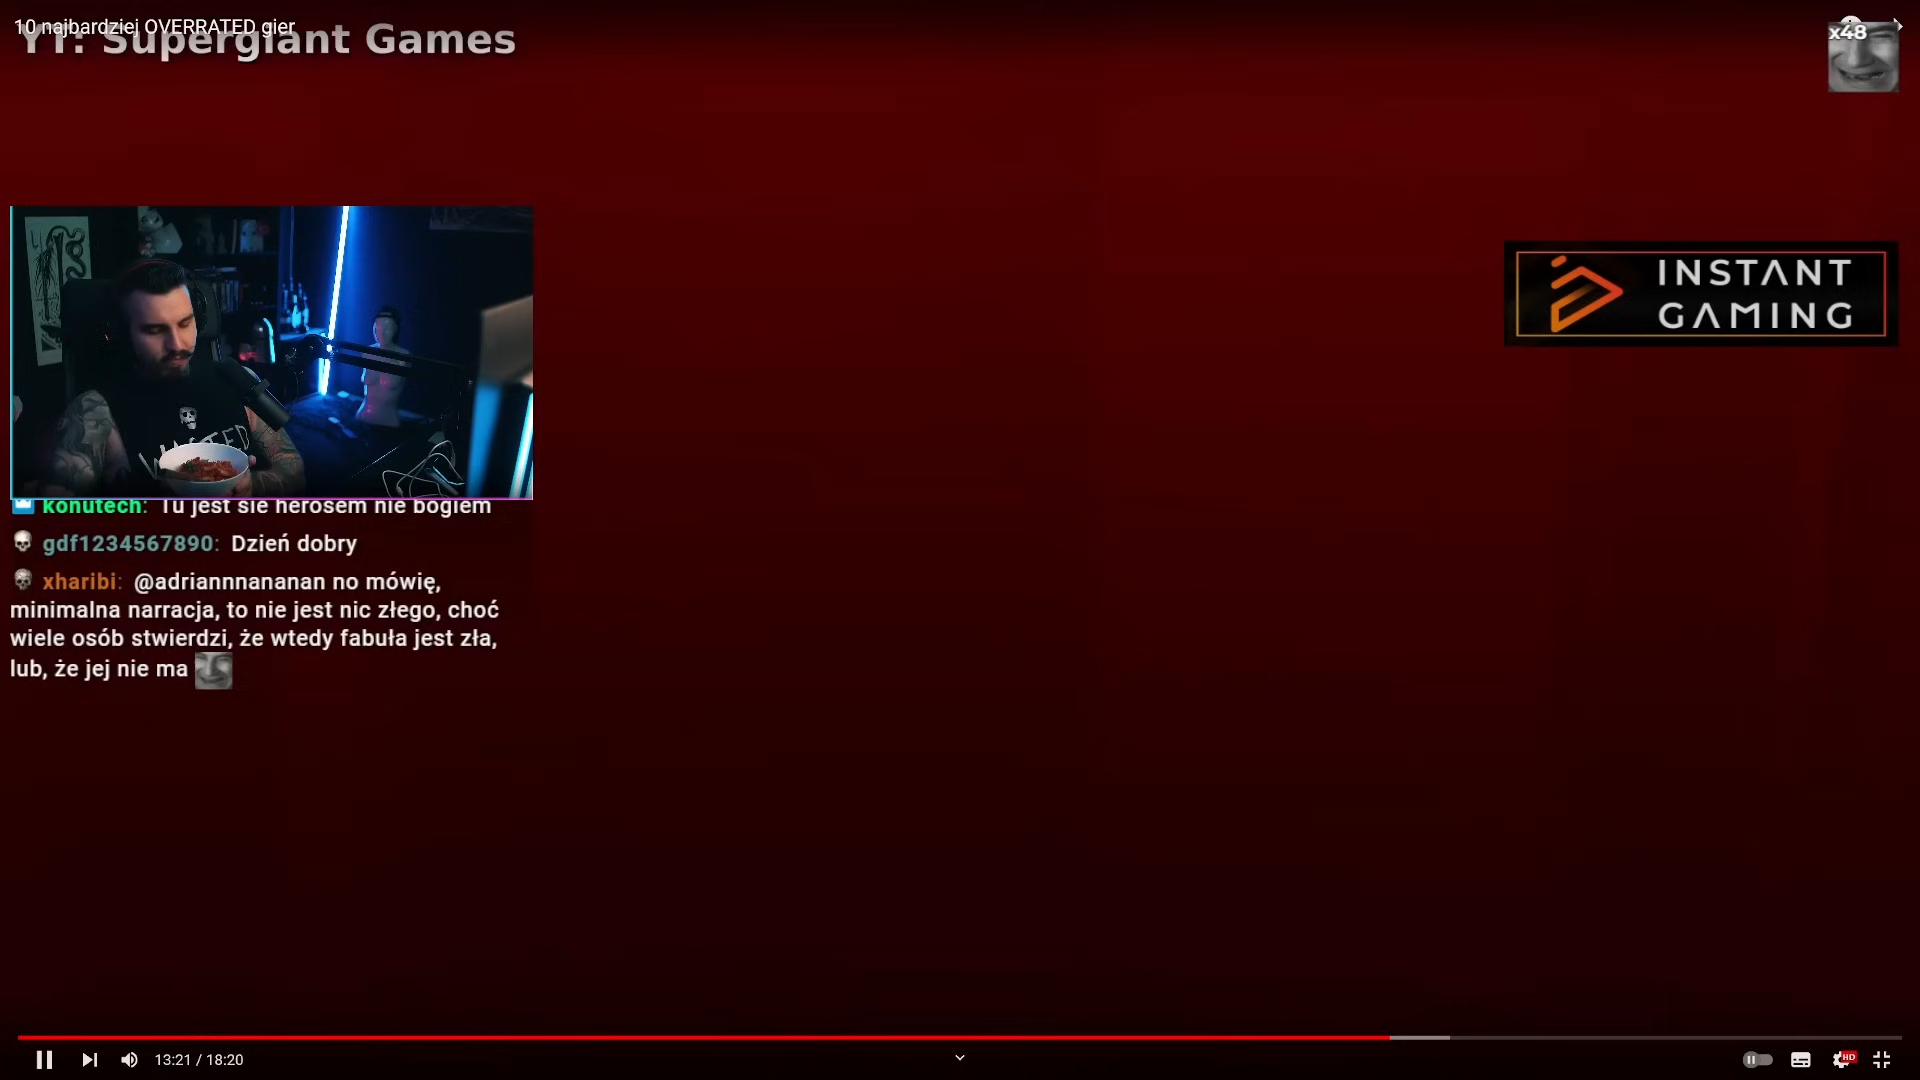 10 najbardziej OVERRATED gier
YT: Supergiant Games
x48
INSTANT
GAMING
konutech: Tu jest sie herosem nie bogiem
gdf1234567890: Dzień dobry
xharibi: @adriannnananan no mówię,
minimalna narracja, to nie jest nic złego, choć
wiele osób stwierdzi, że wtedy fabuła jest zła,
lub, że jej nie ma
13:21 / 18:20
HD